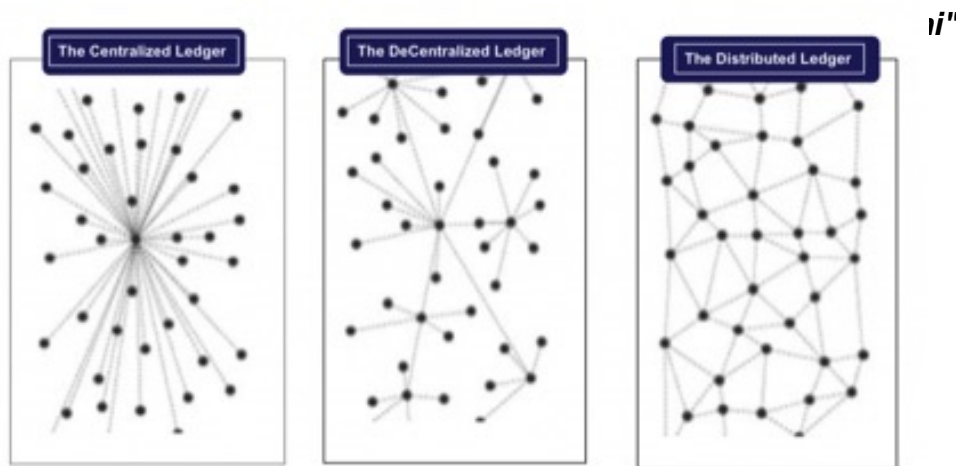 The Centralized Ledger
The DeCentralized Ledger
The Distributed Ledger